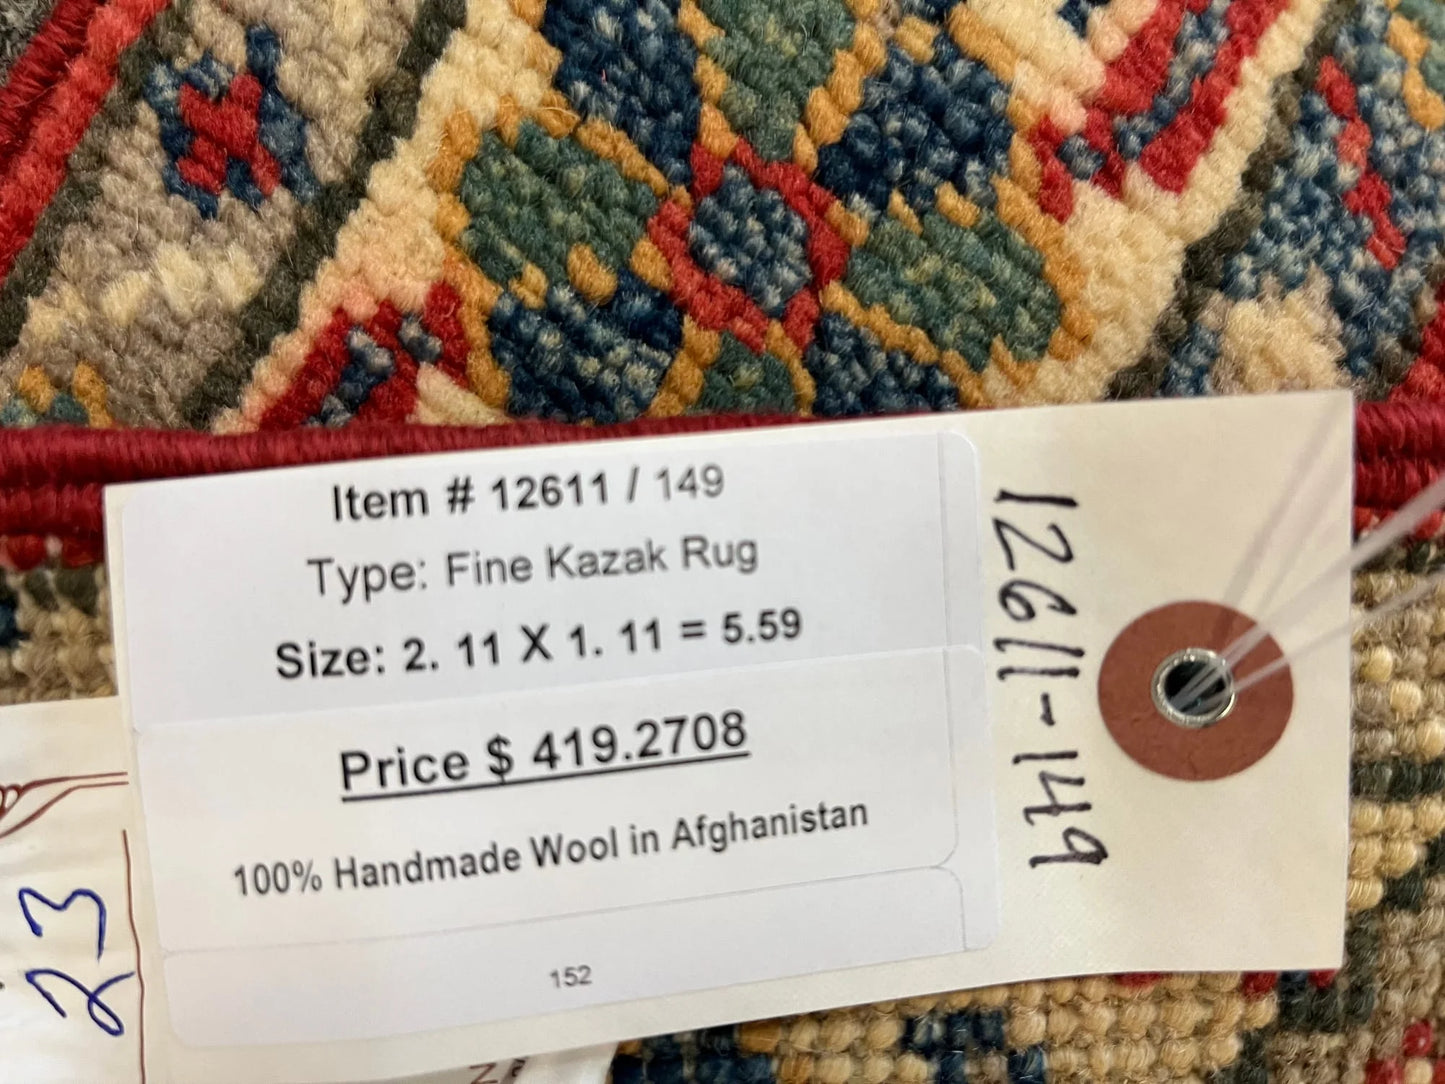 Item # 12611 / 149
Type: Fine Kazak Rug
Size: 2. 11 X 1. 11 = 5.59
Price $ 419.2708
100% Handmade Wool in Afghanistan
152
12611-149
23